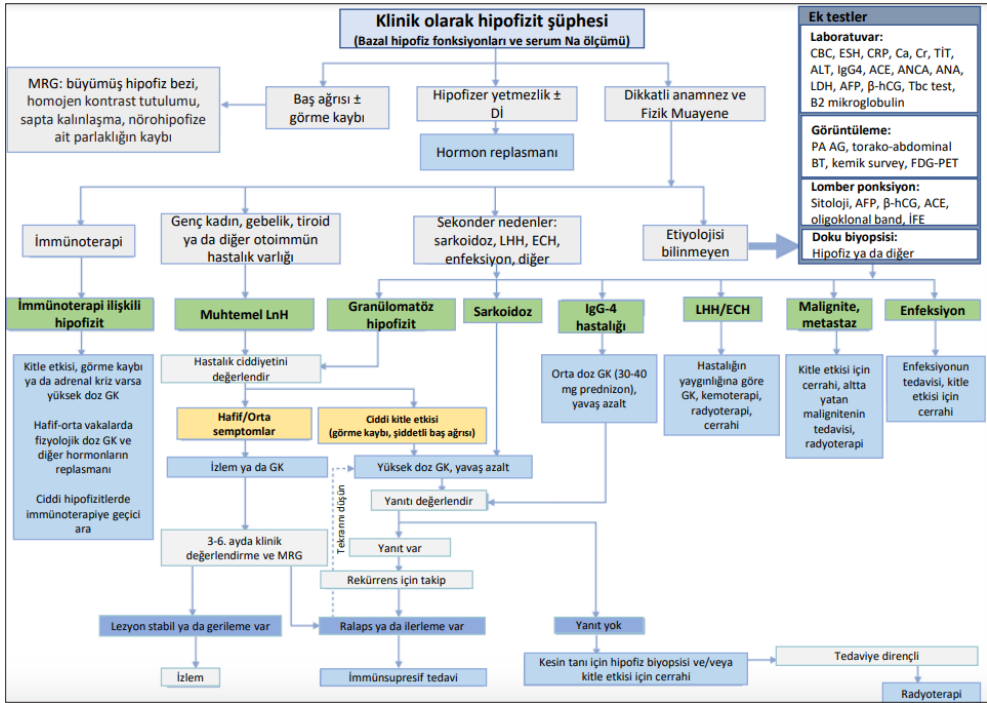 Klinik olarak hipofizit şüphesi
(Bazal hipofiz fonksiyonları ve serum Na ölçümü)
Ek testler
Laboratuvar:
CBC, ESH, CRP, Ca, Cr, TİT,
ALT, IgG4, ACE, ANCA, ANA,
LDH, AFP, β-hCG, Tbc test,
B2 mikroglobulin
Görüntüleme:
PA AG, torako-abdominal
BT, kemik survey, FDG-PET
Lomber ponksiyon:
Sitoloji, AFP, β-hCG, ACE,
oligoklonal band, İFE
Doku biyopsisi:
Hipofiz ya da diğer
MRG: büyümüş hipofiz bezi,
homojen kontrast tutulumu,
sapta kalınlaşma, nörohipofize
ait parlaklığın kaybı
Baş ağrısı ±
görme kaybı
Hipofizer yetmezlik ±
Dİ
Dikkatli anamnez ve
Fizik Muayene
Hormon replasmanı
İmmünoterapi
Genç kadın, gebelik, tiroid
ya da diğer otoimmün
hastalık varlığı
Sekonder nedenler:
sarkoidoz, LHH, ECH,
enfeksiyon, diğer
Etiyolojisi
bilinmeyen
İmmünoterapi ilişkili
hipofizit
Muhtemel LnH
Granülomatöz
hipofizit
Sarkoidoz
IgG-4
hastalığı
LHH/ECH
Malignite,
metastaz
Enfeksiyon
Kitle etkisi, görme kaybı
ya da adrenal kriz varsa
yüksek doz GK
Hafif-orta vakalarda
fizyolojik doz GK ve
diğer hormonların
replasmanı
Ciddi hipofizitlerde
immünoterapiye geçici
ara
Hastalık ciddiyetini
değerlendir
Orta doz GK (30-40
mg prednizon),
yavaş azalt
Hastalığın
yaygınlığına göre
GK, kemoterapi,
radyoterapi,
cerrahi
Kitle etkisi için
cerrahi, altta
yatan
malignitenin
tedavisi,
radyoterapi
Enfeksiyonun
tedavisi, kitle
etkisi için
cerrahi
Hafif/Orta
semptomlar
Ciddi kitle etkisi
(görme kaybı, şiddetli baş ağrısı)
İzlem ya da GK
Yüksek doz GK, yavaş azalt
Tekrarını düşün
Yanıtı değerlendir
3-6. ayda klinik
değerlendirme ve MRG
Yanıt var
Rekürrens için takip
Lezyon stabil ya da gerileme var
Ralaps ya da ilerleme var
Yanıt yok
İzlem
İmmünsupresif tedavi
Kesin tanı için hipofiz biyopsisi ve/veya
kitle etkisi için cerrahi
Tedaviye dirençli
Radyoterapi